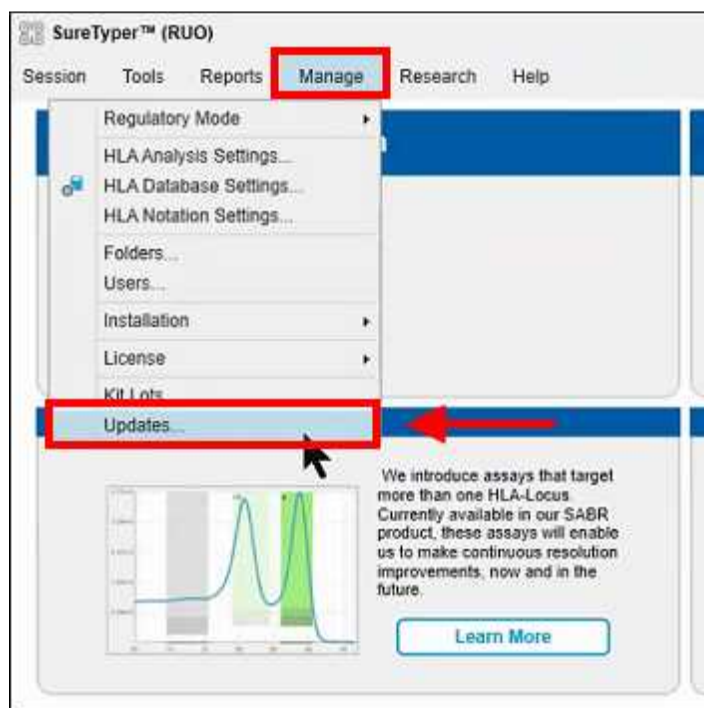 SureTyper™ (RUO)
Session Tools Reports Manage Research Help
Regulatory Mode
HLA Analysis Settings...
HLA Database Settings...
HLA Notation Settings...
Folders...
Users...
Installation
License
Kit Lots
Updates...
We introduce assays that target
more than one HLA-Locus.
Currently available in our SABR
product, these assays will enable
us to make continuous resolution
improvements, now and in the
future.
Learn More